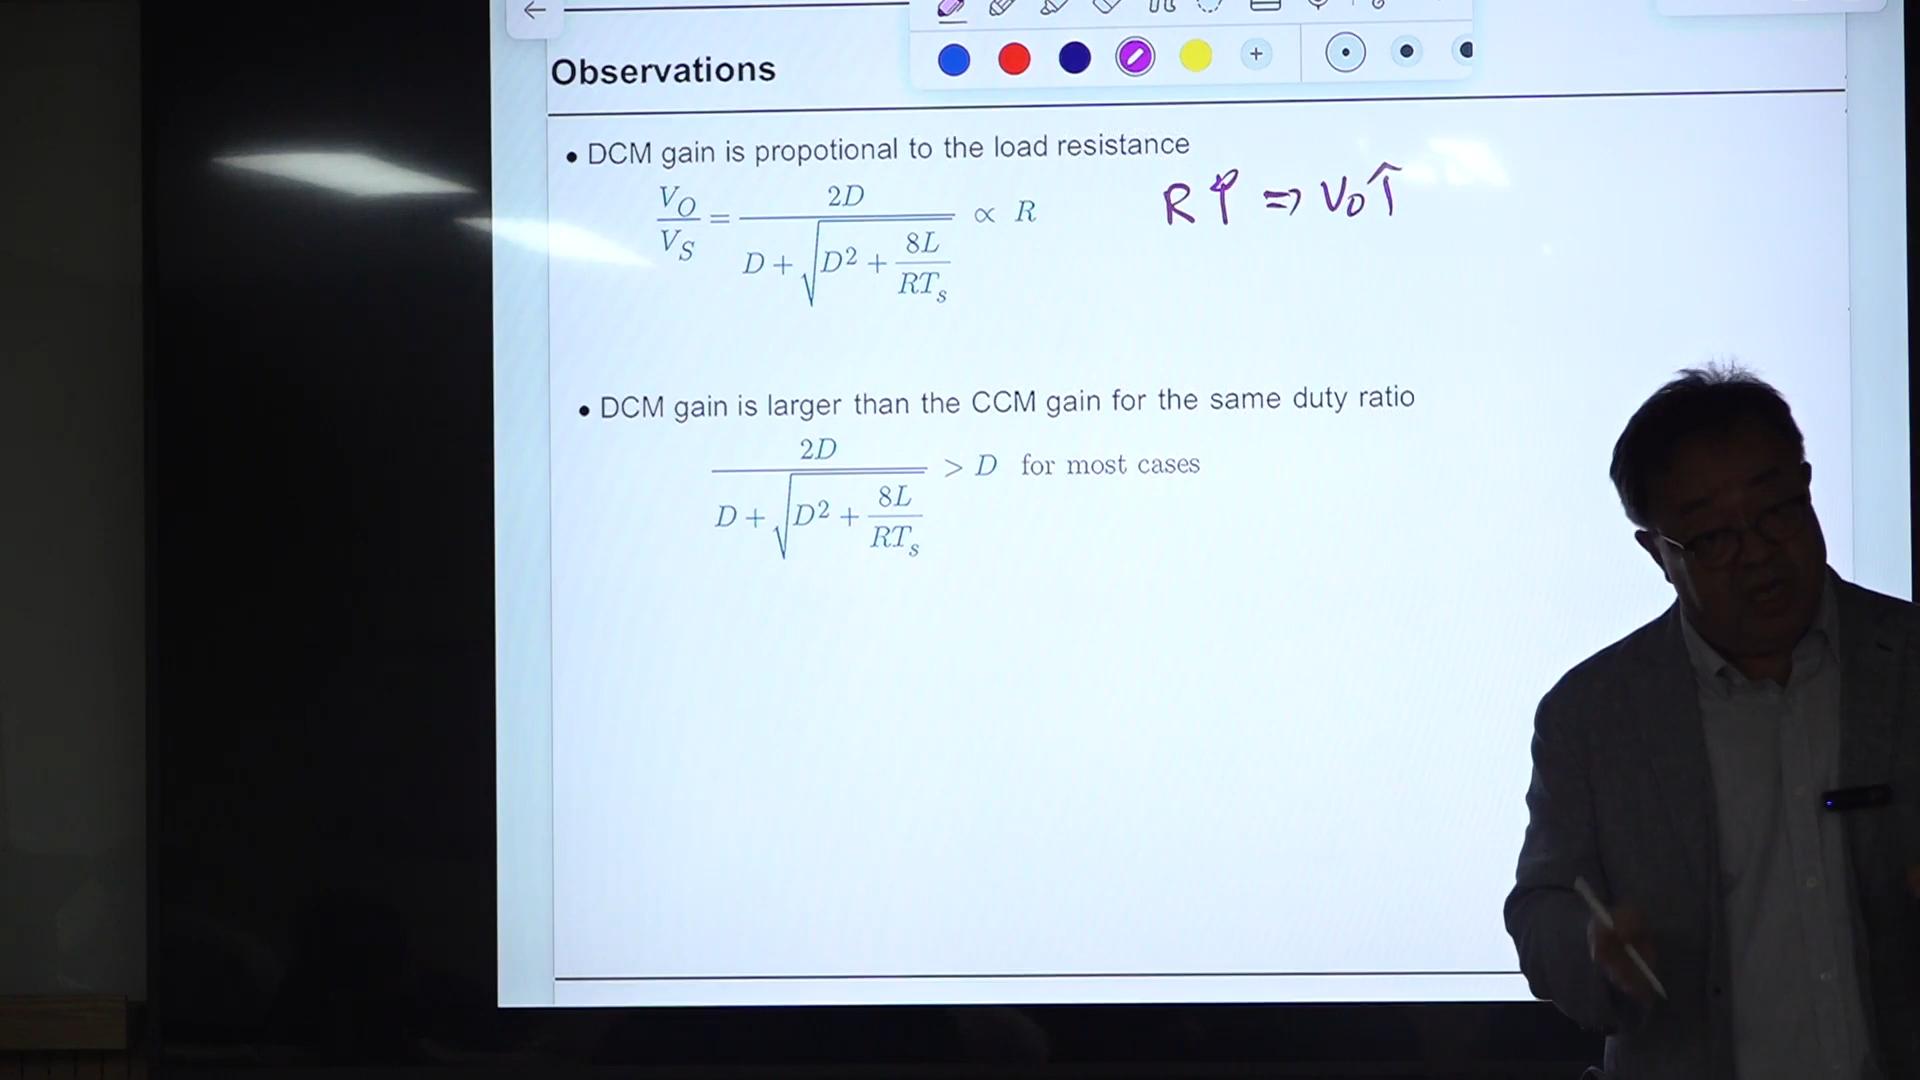 Observations
• DCM gain is propotional to the load resistance
V_O/V_S = 2D/(D + √(D² + 8L/(RT_s))) ∝ R
R ↑ ⇒ V_O ↑
• DCM gain is larger than the CCM gain for the same duty ratio
2D/(D + √(D² + 8L/(RT_s))) > D for most cases